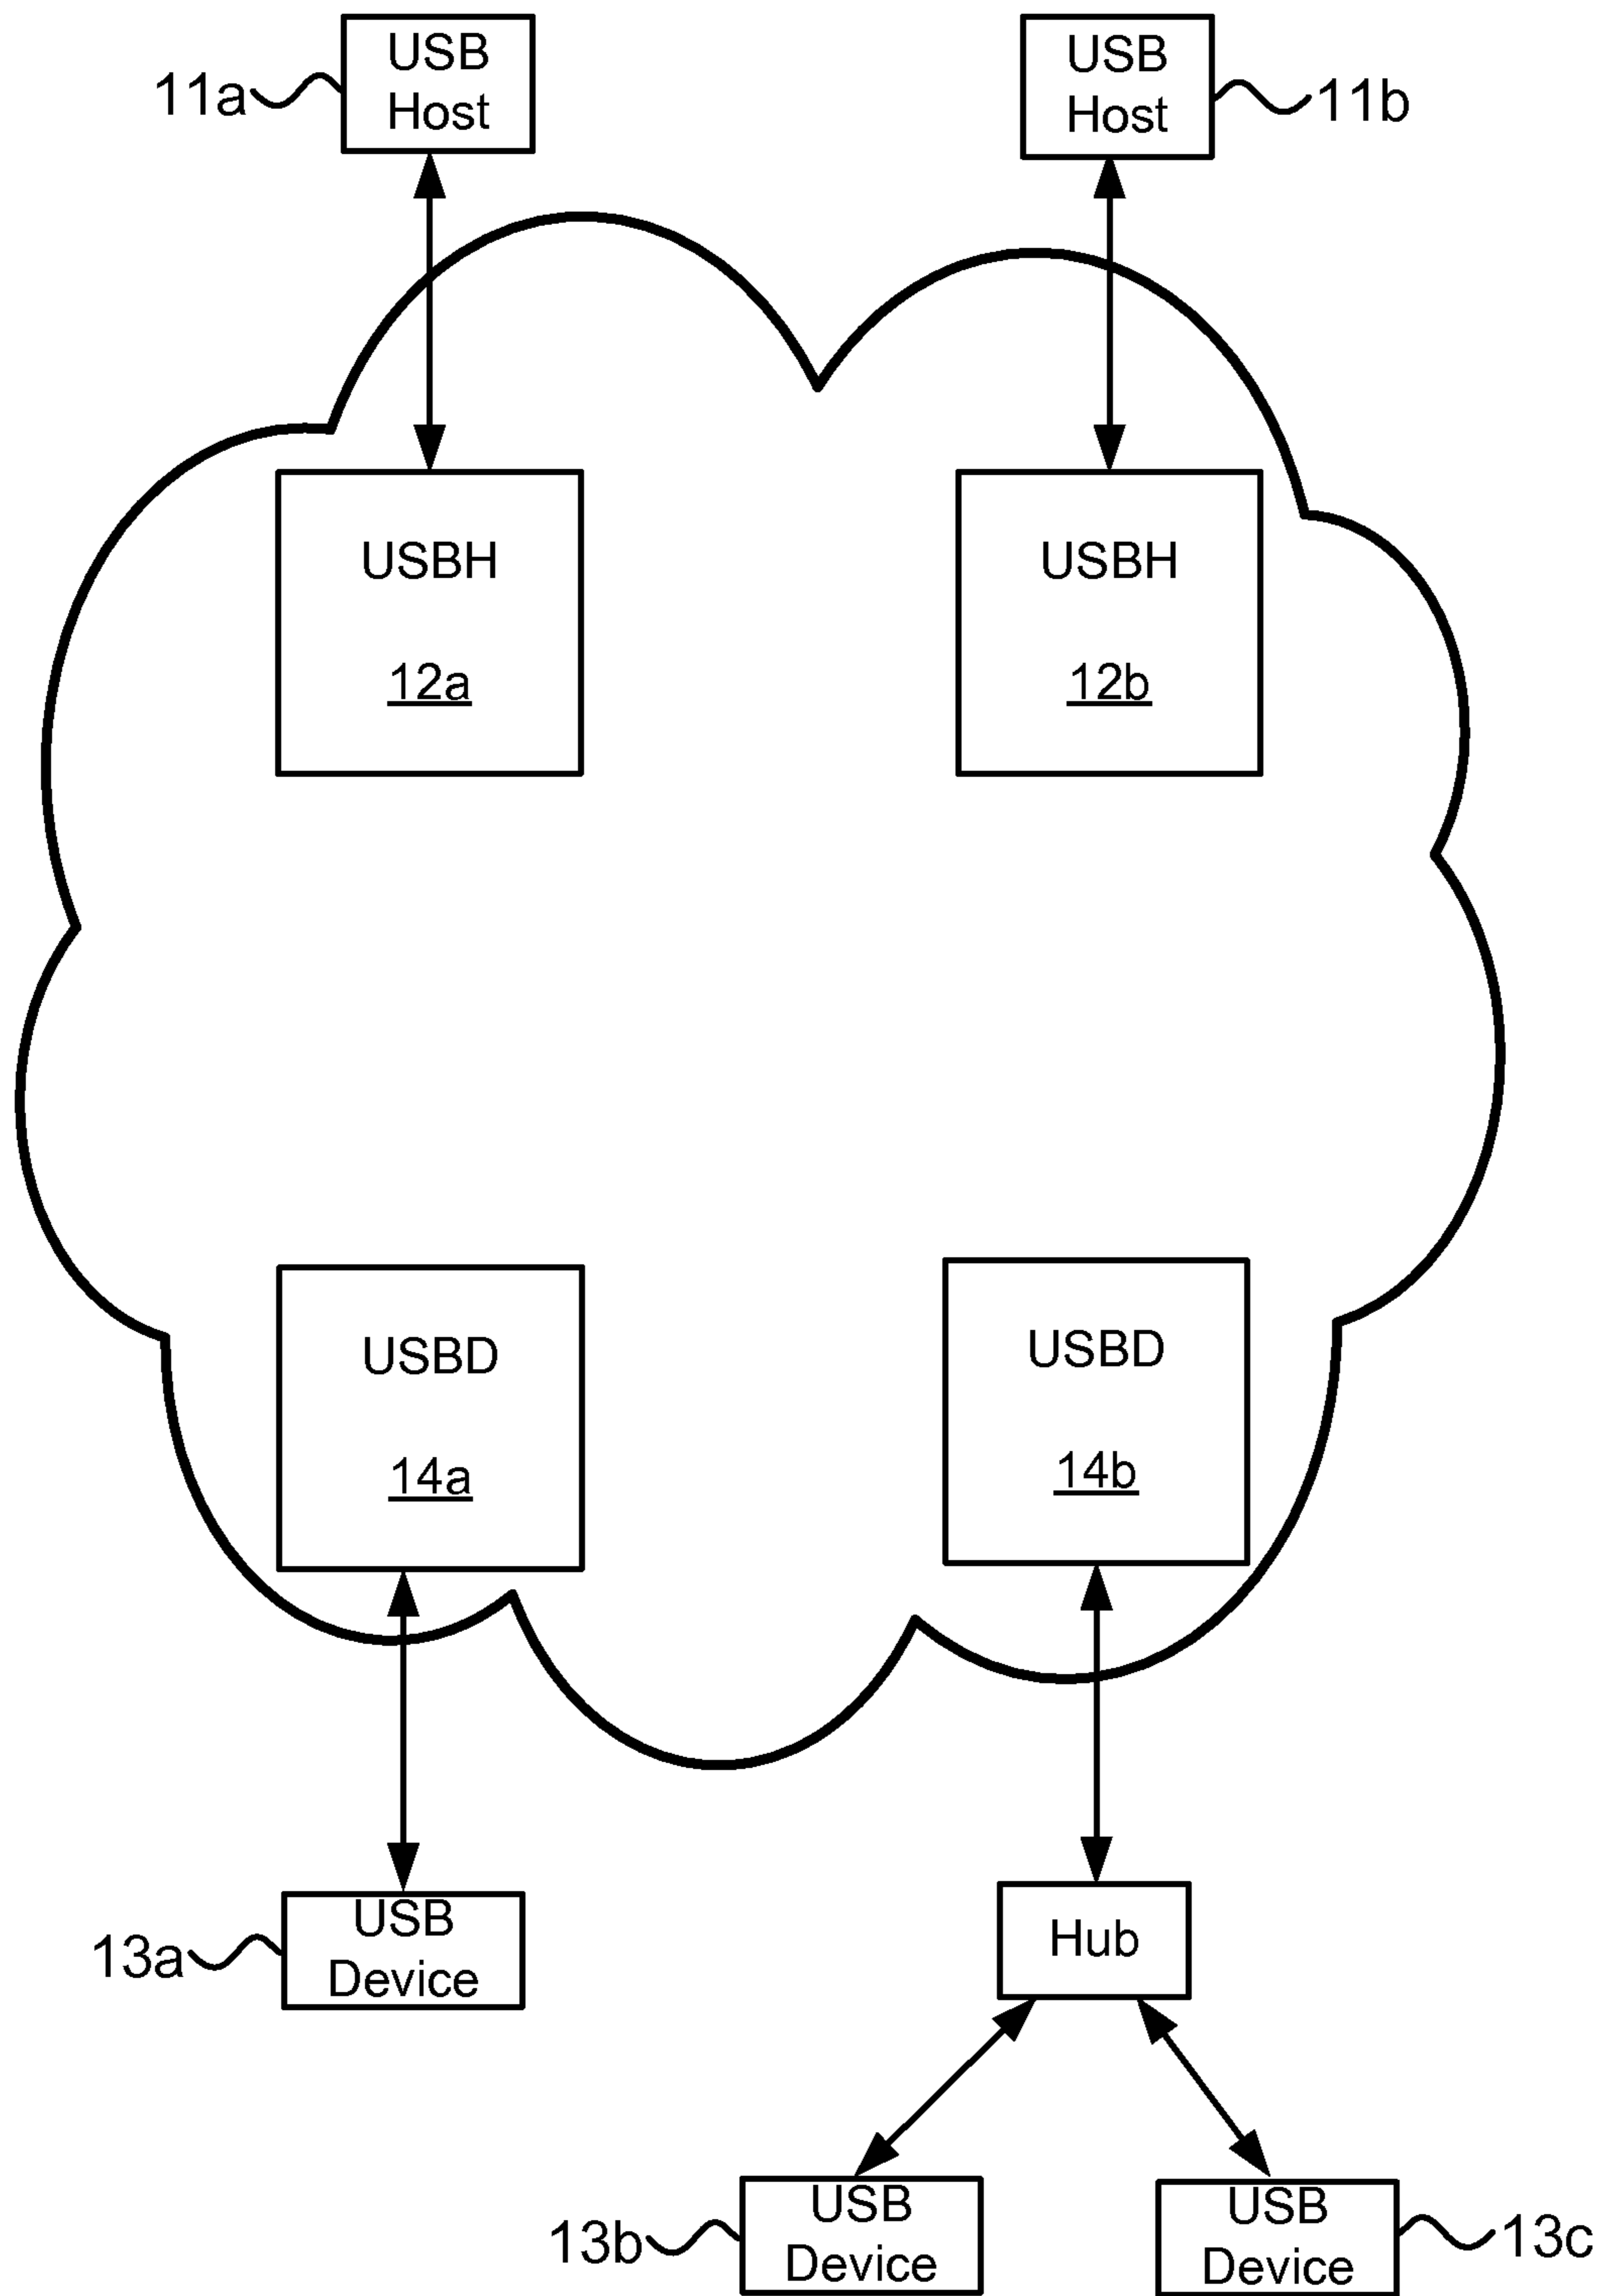 USB
Host
11a
USB
Host
11b
USBH
12a
USBH
12b
USBD
14a
USBD
14b
USB
Device
13a
Hub
USB
Device
13b
USB
Device
13c